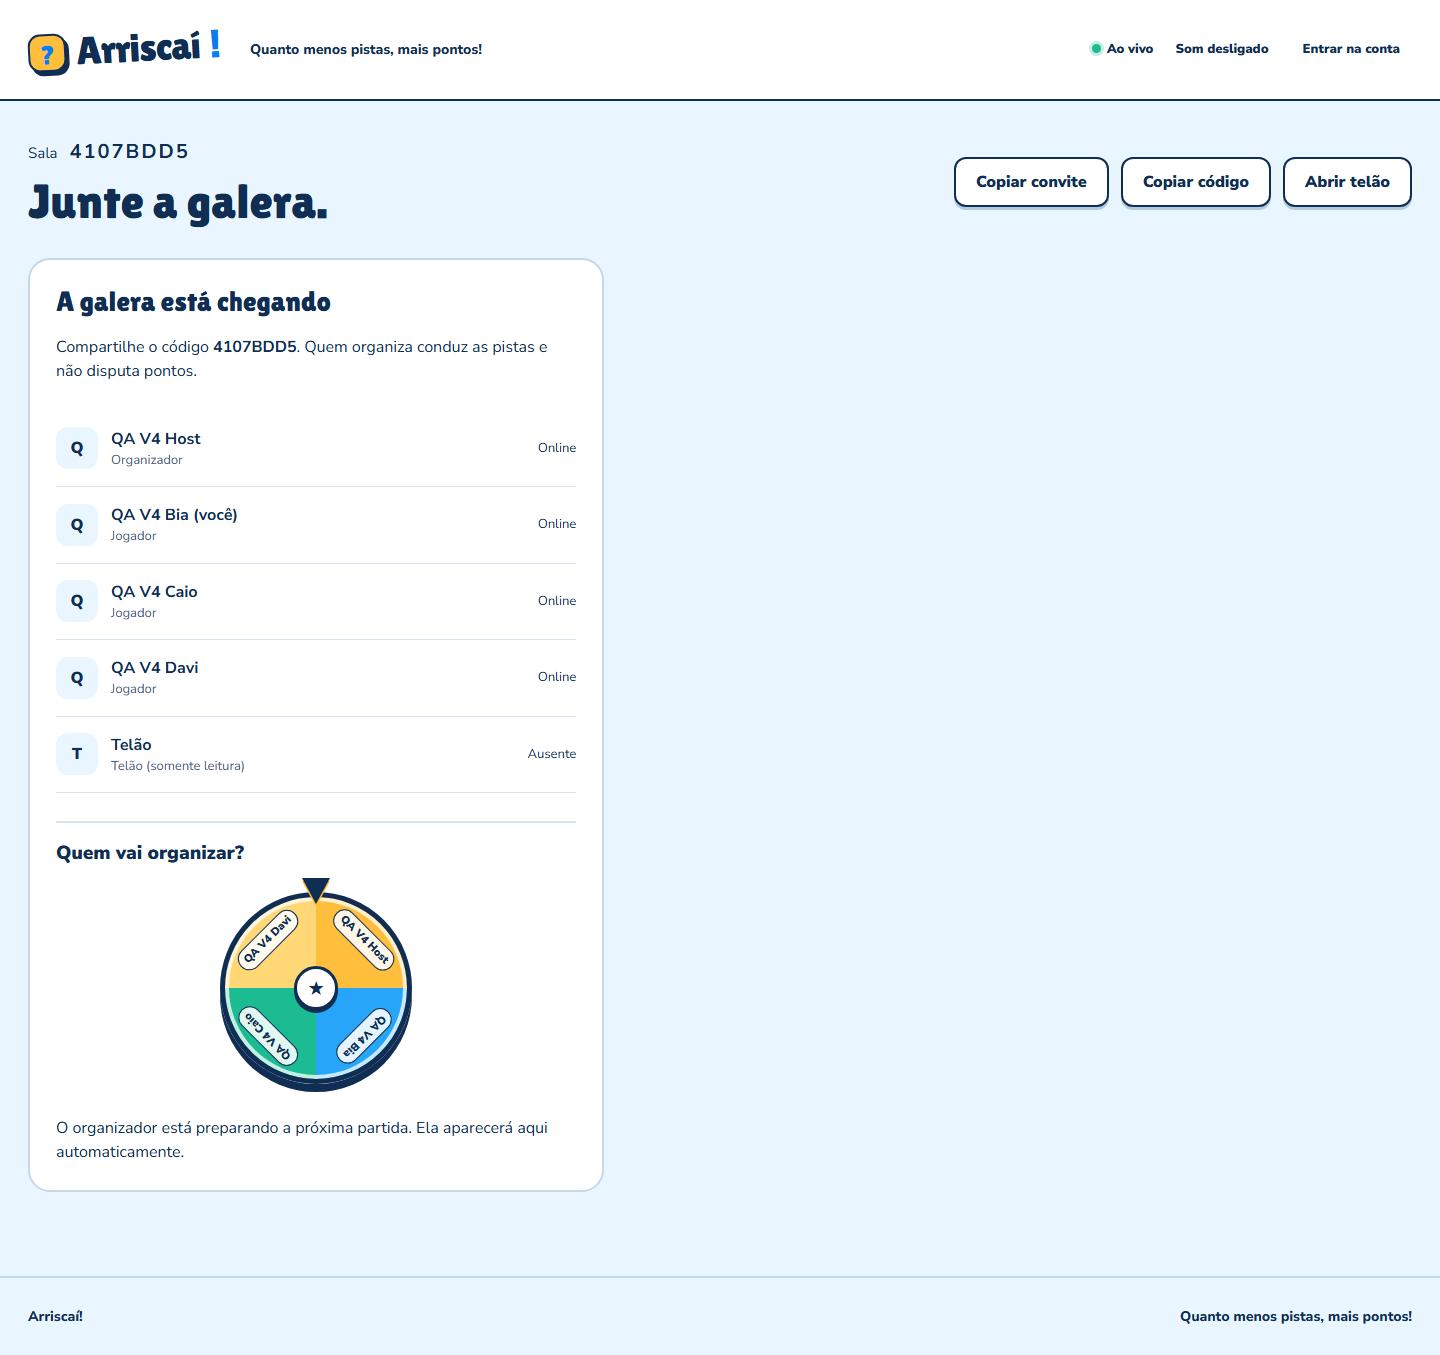 ? Arriscaí !
Quanto menos pistas, mais pontos!
Ao vivo
Som desligado
Entrar na conta
Sala 4107BDD5
Junte a galera.
Copiar convite
Copiar código
Abrir telão
A galera está chegando
Compartilhe o código 4107BDD5. Quem organiza conduz as pistas e
não disputa pontos.
Q
QA V4 Host
Organizador
Online
Q
QA V4 Bia (você)
Jogador
Online
Q
QA V4 Caio
Jogador
Online
Q
QA V4 Davi
Jogador
Online
T
Telão
Telão (somente leitura)
Ausente
Quem vai organizar?
QA V4 Davi
QA V4 Host
QA V4 Caio
QA V4 Bia
O organizador está preparando a próxima partida. Ela aparecerá aqui
automaticamente.
Arriscaí!
Quanto menos pistas, mais pontos!